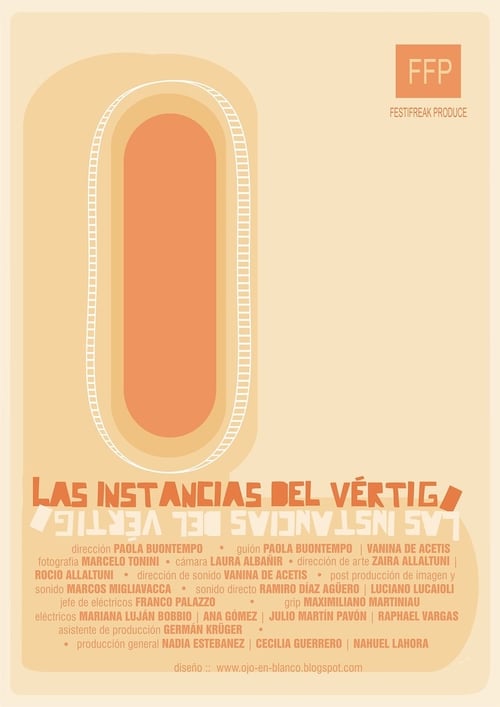 FFP
FESTIFREAK PRODUCE
LAS INSTANCIAS DEL VÉRTIGO
LAS INSTANCIAS DEL VÉRTIGO
dirección PAOLA BUONTEMPO • guión PAOLA BUONTEMPO | VANINA DE ACETIS
fotografía MARCELO TONINI • cámara LAURA ALBAÑIR • dirección de arte ZAIRA ALLALTUNI |
ROCIO ALLALTUNI • dirección de sonido VANINA DE ACETIS • post producción de imagen y
sonido MARCOS MIGLIAVACCA • sonido directo RAMIRO DÍAZ AGÜERO | LUCIANO LUCAIOLI
jefe de eléctricos FRANCO PALAZZO • grip MAXIMILIANO MARTINIAU
eléctricos MARIANA LUJÁN BOBBIO | ANA GÓMEZ | JULIO MARTÍN PAVÓN | RAPHAEL VARGAS
asistente de producción GERMÁN KRÜGER •
• producción general NADIA ESTEBANEZ | CECILIA GUERRERO | NAHUEL LAHORA
diseño :: www.ojo-en-blanco.blogspot.com